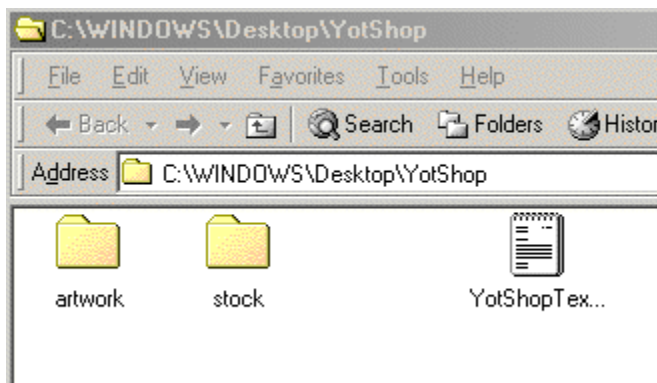 C:\WINDOWS\Desktop\YotShop
File Edit View Favorites Tools Help
Back Search Folders Histor
Address C:\WINDOWS\Desktop\YotShop
artwork stock YotShopTex...